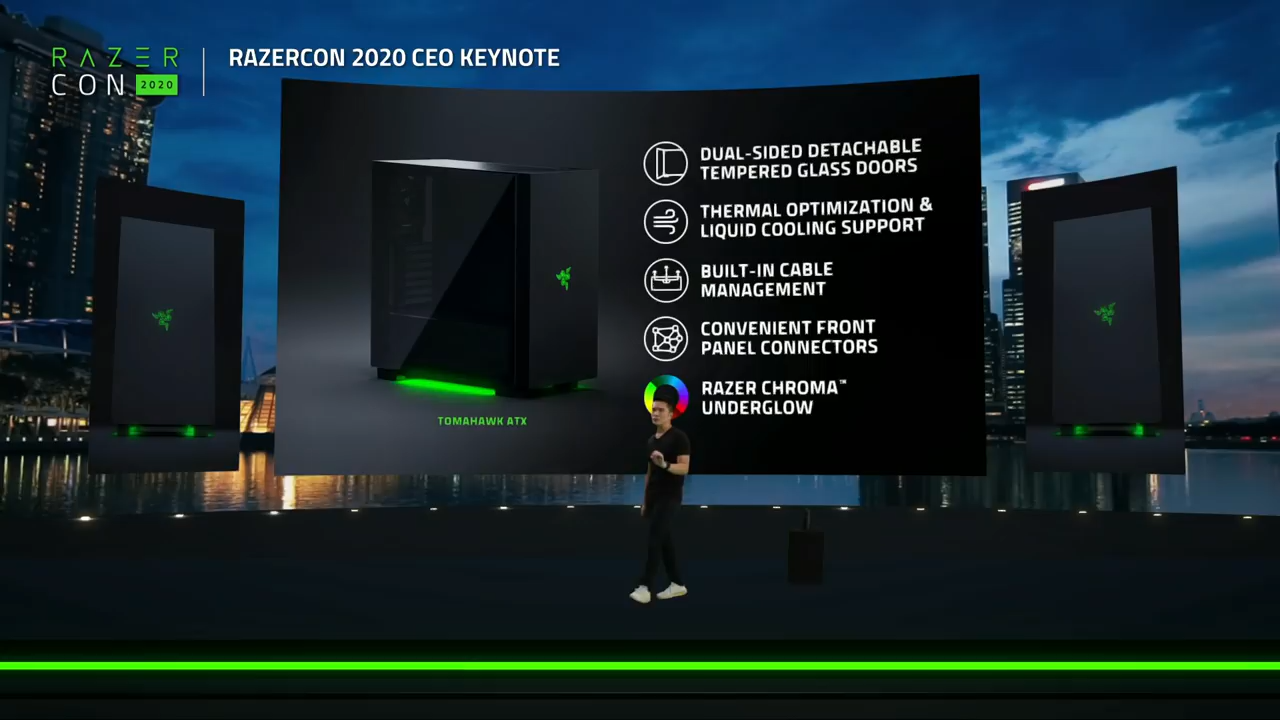 RAZER
CON 2020
RAZERCON 2020 CEO KEYNOTE
DUAL-SIDED DETACHABLE
TEMPERED GLASS DOORS
THERMAL OPTIMIZATION &
LIQUID COOLING SUPPORT
BUILT-IN CABLE
MANAGEMENT
CONVENIENT FRONT
PANEL CONNECTORS
RAZER CHROMA™
UNDERGLOW
TOMAHAWK ATX